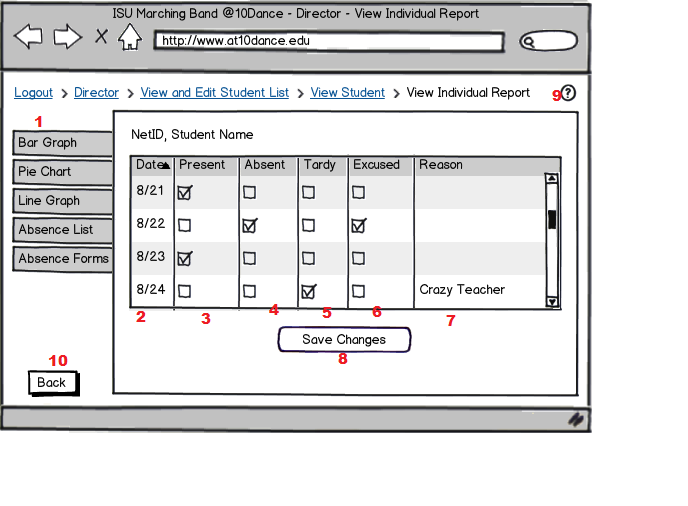 ISU Marching Band @10Dance - Director - View Individual Report
X
http://www.at10dance.edu
Logout > Director > View and Edit Student List > View Student > View Individual Report 9 ?
1
Bar Graph
Pie Chart
Line Graph
Absence List
Absence Forms
NetID, Student Name
Date Present Absent Tardy Excused Reason
8/21
8/22
8/23
8/24 Crazy Teacher
2 3 4 5 6 7
Save Changes
8
10
Back